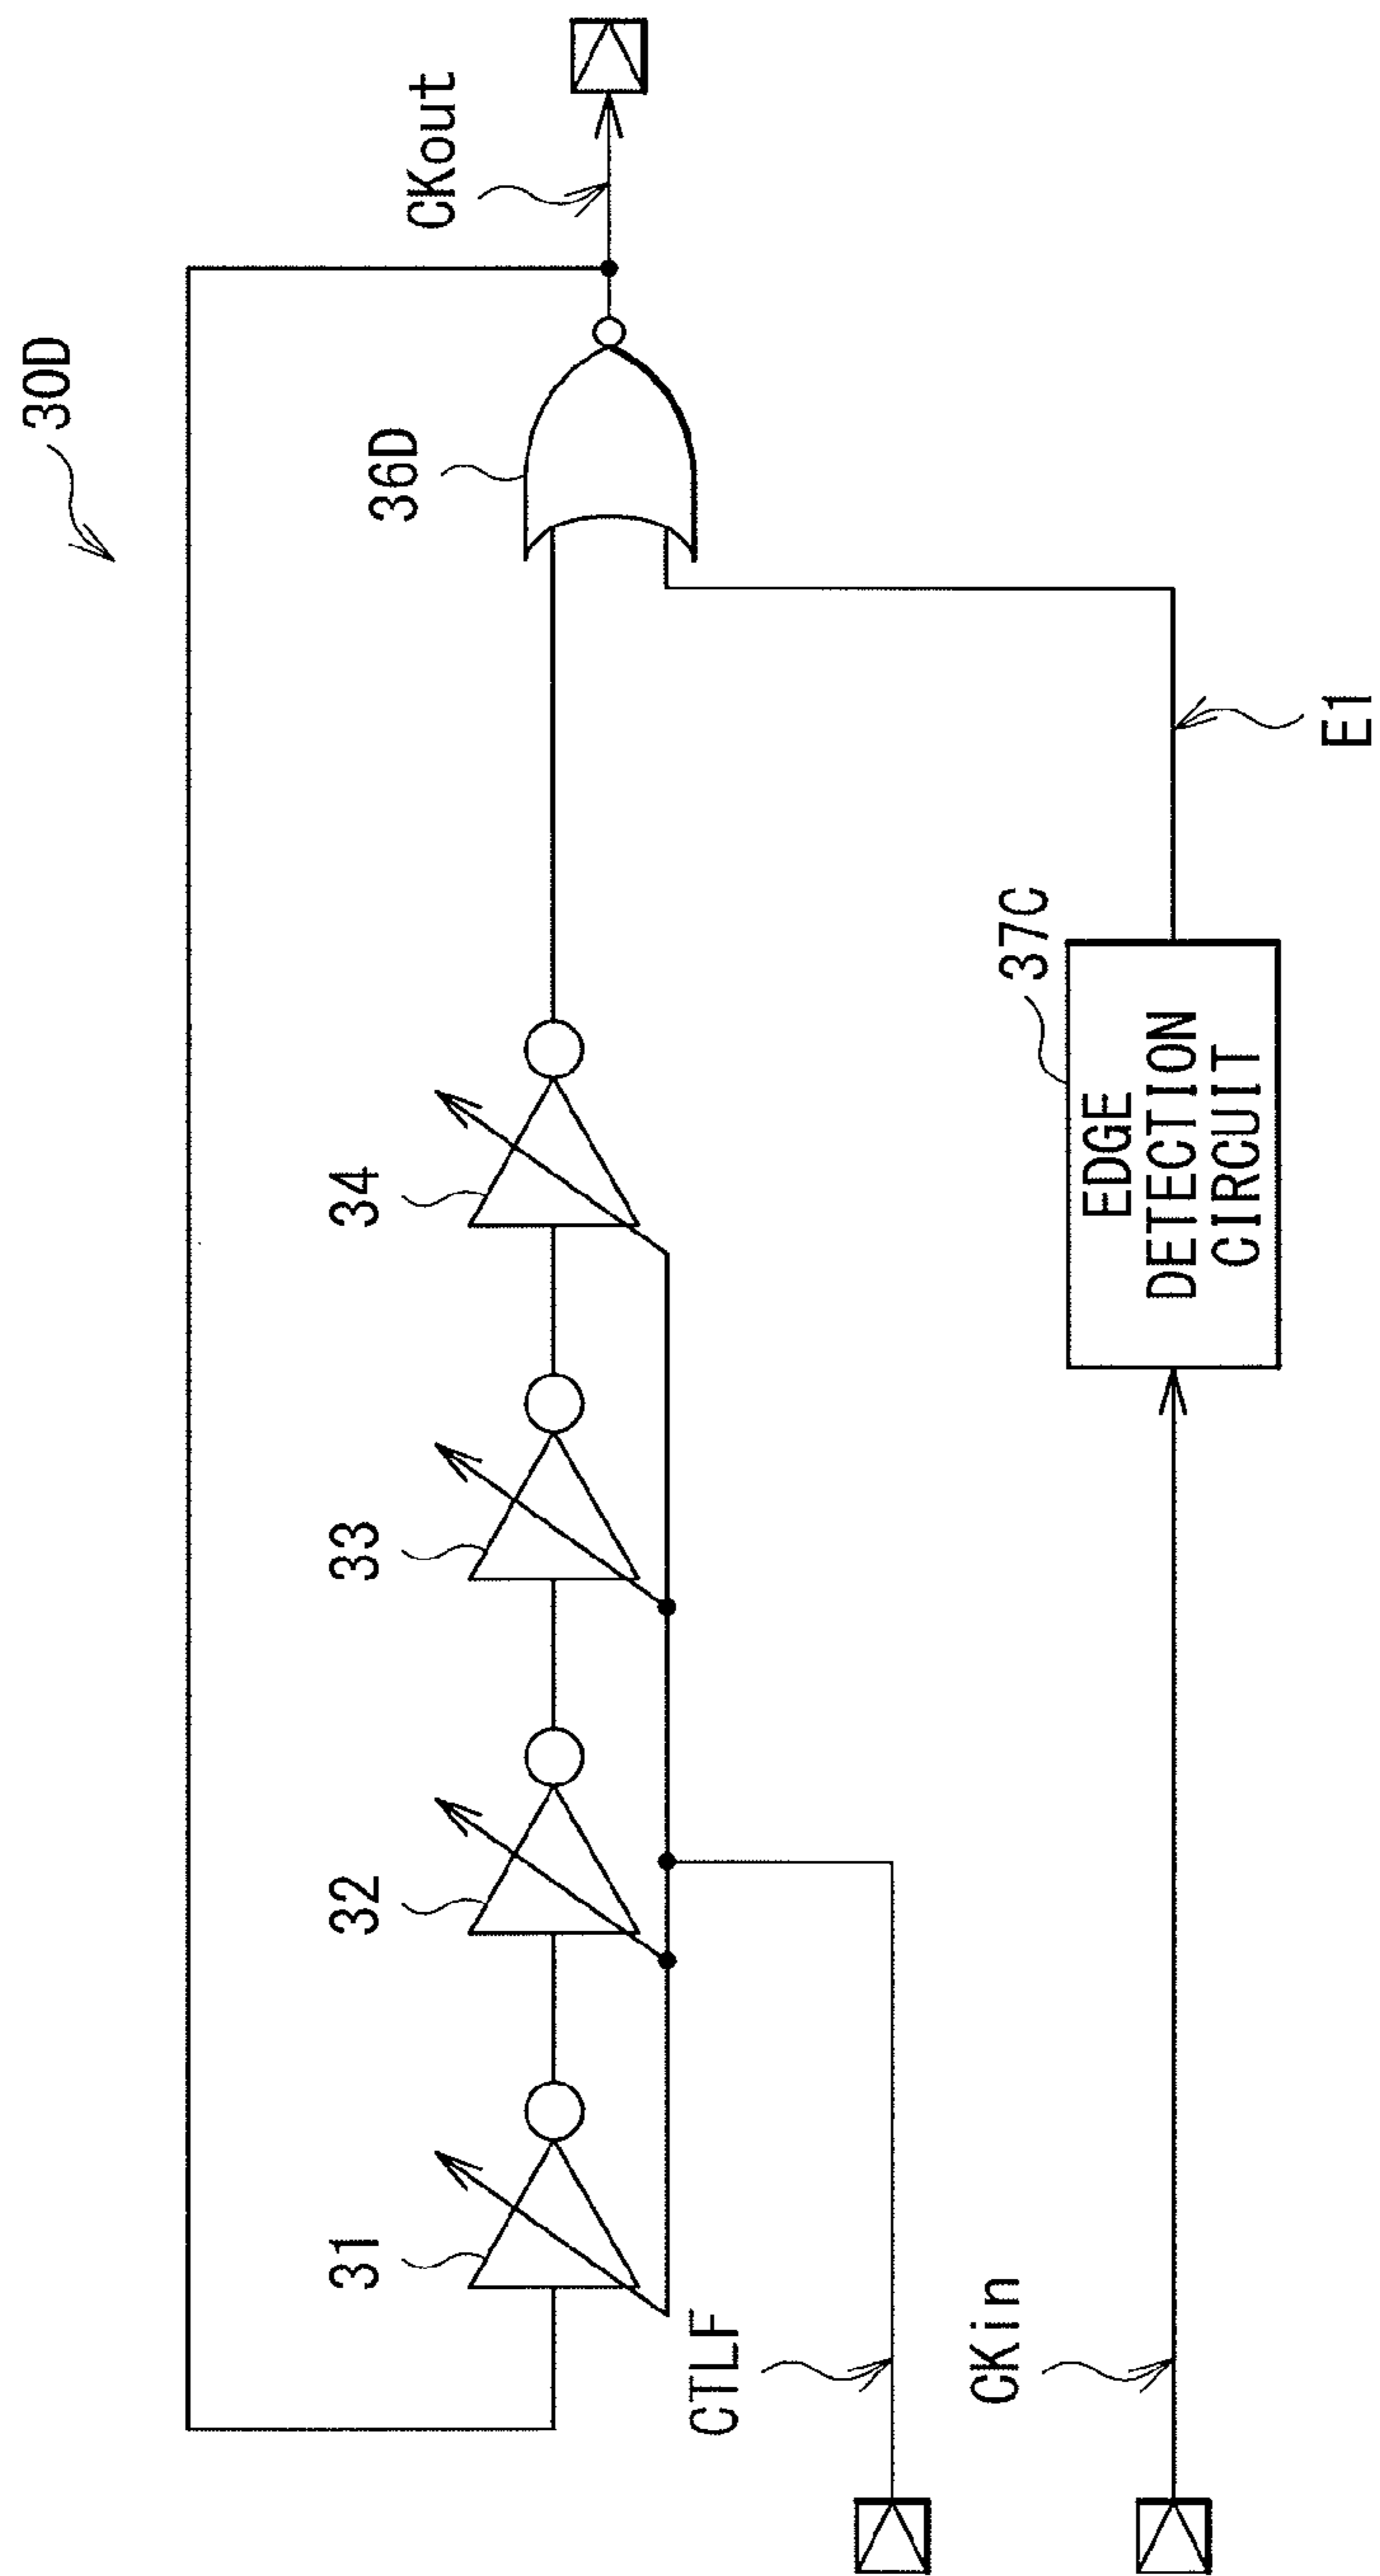 30D
CKout
36D
34
33
32
31
CTLF
CKin
37C
EDGE
DETECTION
CIRCUIT
E1